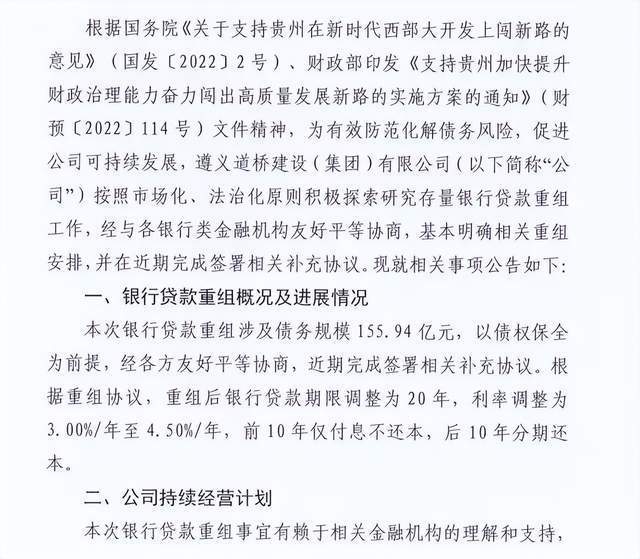 根据国务院《关于支持贵州在新时代西部大开发上闯新路的
意见》（国发〔2022〕2号）、财政部印发《支持贵州加快提升
财政治理能力奋力闯出高质量发展新路的实施方案的通知》（财
预〔2022〕114号）文件精神，为有效防范化解债务风险，促进
公司可持续发展，遵义道桥建设（集团）有限公司（以下简称“公
司”）按照市场化、法治化原则积极探索研究存量银行贷款重组
工作，经与各银行类金融机构友好平等协商，基本明确相关重组
安排，并在近期完成签署相关补充协议。现就相关事项公告如下：
一、银行贷款重组概况及进展情况
本次银行贷款重组涉及债务规模155.94亿元，以债权保全
为前提，经各方友好平等协商，近期完成签署相关补充协议。根
据重组协议，重组后银行贷款期限调整为20年，利率调整为
3.00%/年至4.50%/年，前10年仅付息不还本，后10年分期还
本。
二、公司持续经营计划
本次银行贷款重组事宜有赖于相关金融机构的理解和支持，